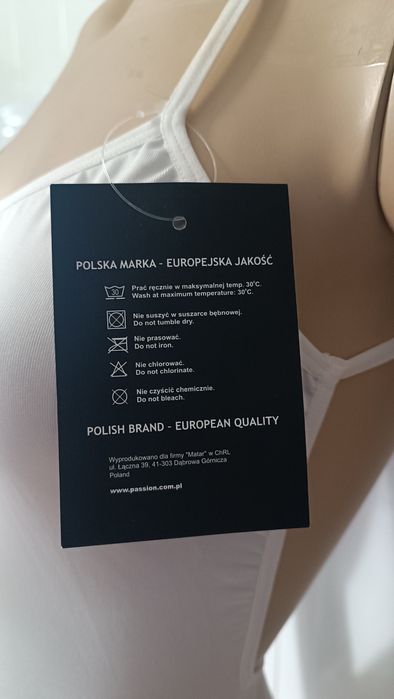 POLSKA MARKA - EUROPEJSKA JAKOŚĆ
30
Prać ręcznie w maksymalnej temp. 30°C.
Wash at maximum temperature: 30°C.
Nie suszyć w suszarce bębnowej.
Do not tumble dry.
Nie prasować.
Do not iron.
Nie chlorować.
Do not chlorinate.
Nie czyścić chemicznie.
Do not bleach.
POLISH BRAND - EUROPEAN QUALITY
Wyprodukowano dla firmy "Matar" w ChRL
ul. Łączna 39, 41-303 Dąbrowa Górnicza
Poland
www.passion.com.pl